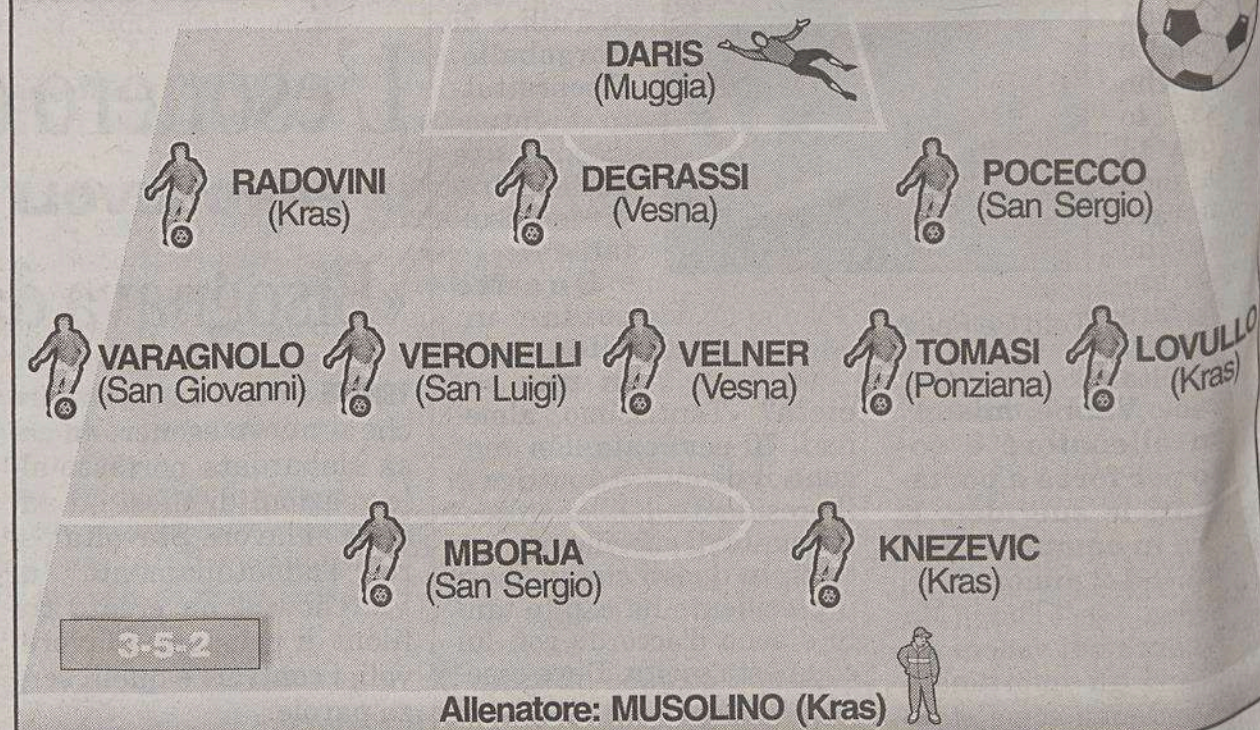 DARIS
(Muggia)
RADOVINI
(Kras)
DEGRASSI
(Vesna)
POCECCO
(San Sergio)
VARAGNOLO
(San Giovanni)
VERONELLI
(San Luigi)
VELNER
(Vesna)
TOMASI
(Ponziana)
LOVULLO
(Kras)
MBORJA
(San Sergio)
KNEZEVIC
(Kras)
3-5-2
Allenatore: MUSOLINO (Kras)